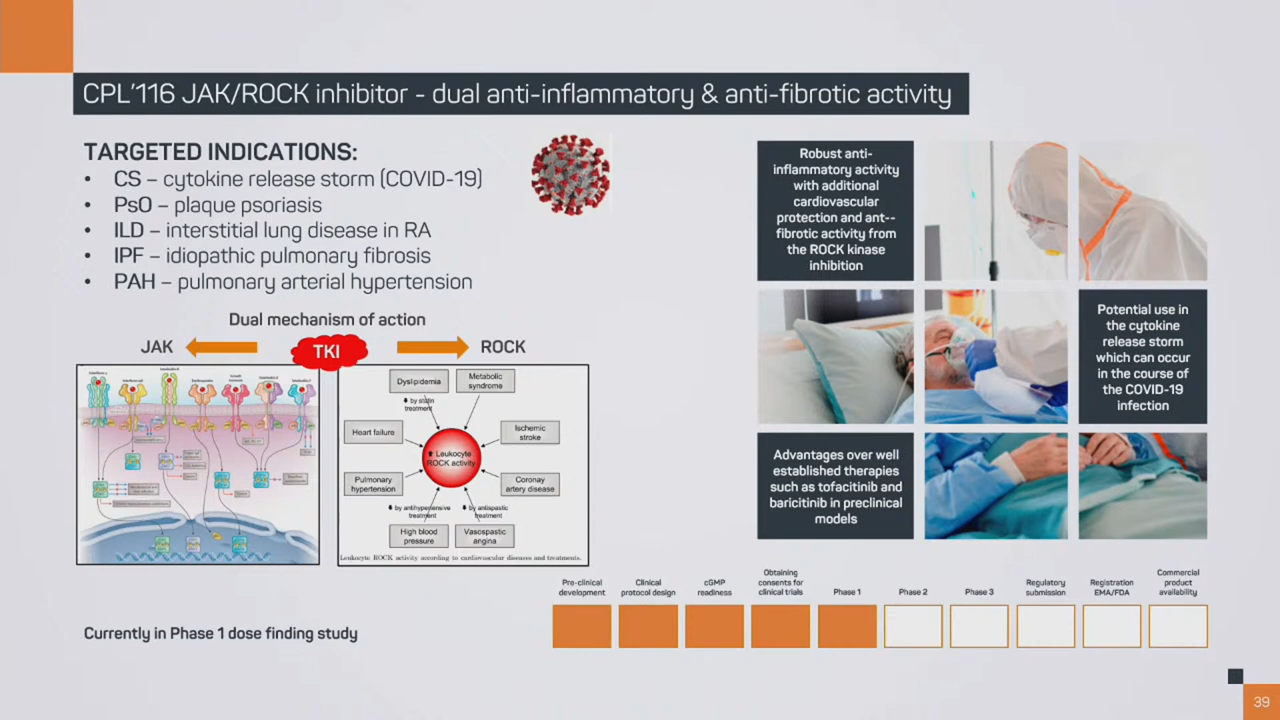 CPL'116 JAK/ROCK inhibitor - dual anti-inflammatory & anti-fibrotic activity
TARGETED INDICATIONS:
• CS – cytokine release storm (COVID-19)
• PsO – plaque psoriasis
• ILD – interstitial lung disease in RA
• IPF – idiopathic pulmonary fibrosis
• PAH – pulmonary arterial hypertension
Dual mechanism of action
JAK
TKI
ROCK
Dyslipidemia
Metabolic
syndrome
by statin
treatment
Heart failure
Ischemic
stroke
Leukocyte
ROCK activity
Pulmonary
hypertension
Coronay
artery disease
by antihypertensive
treatment
by antispastic
treatment
High blood
pressure
Vasospastic
angina
Leukocyte ROCK activity according to cardiovascular diseases and treatments.
Robust anti-
inflammatory activity
with additional
cardiovascular
protection and ant--
fibrotic activity from
the ROCK kinase
inhibition
Potential use in
the cytokine
release storm
which can occur
in the course of
the COVID-19
infection
Advantages over well
established therapies
such as tofacitinib and
baricitinib in preclinical
models
Pre-clinical
development
Clinical
protocol design
cGMP
readiness
Obtaining
consents for
clinical trials
Phase 1
Phase 2
Phase 3
Regulatory
submission
Registration
EMA/FDA
Commercial
product
availability
Currently in Phase 1 dose finding study
39